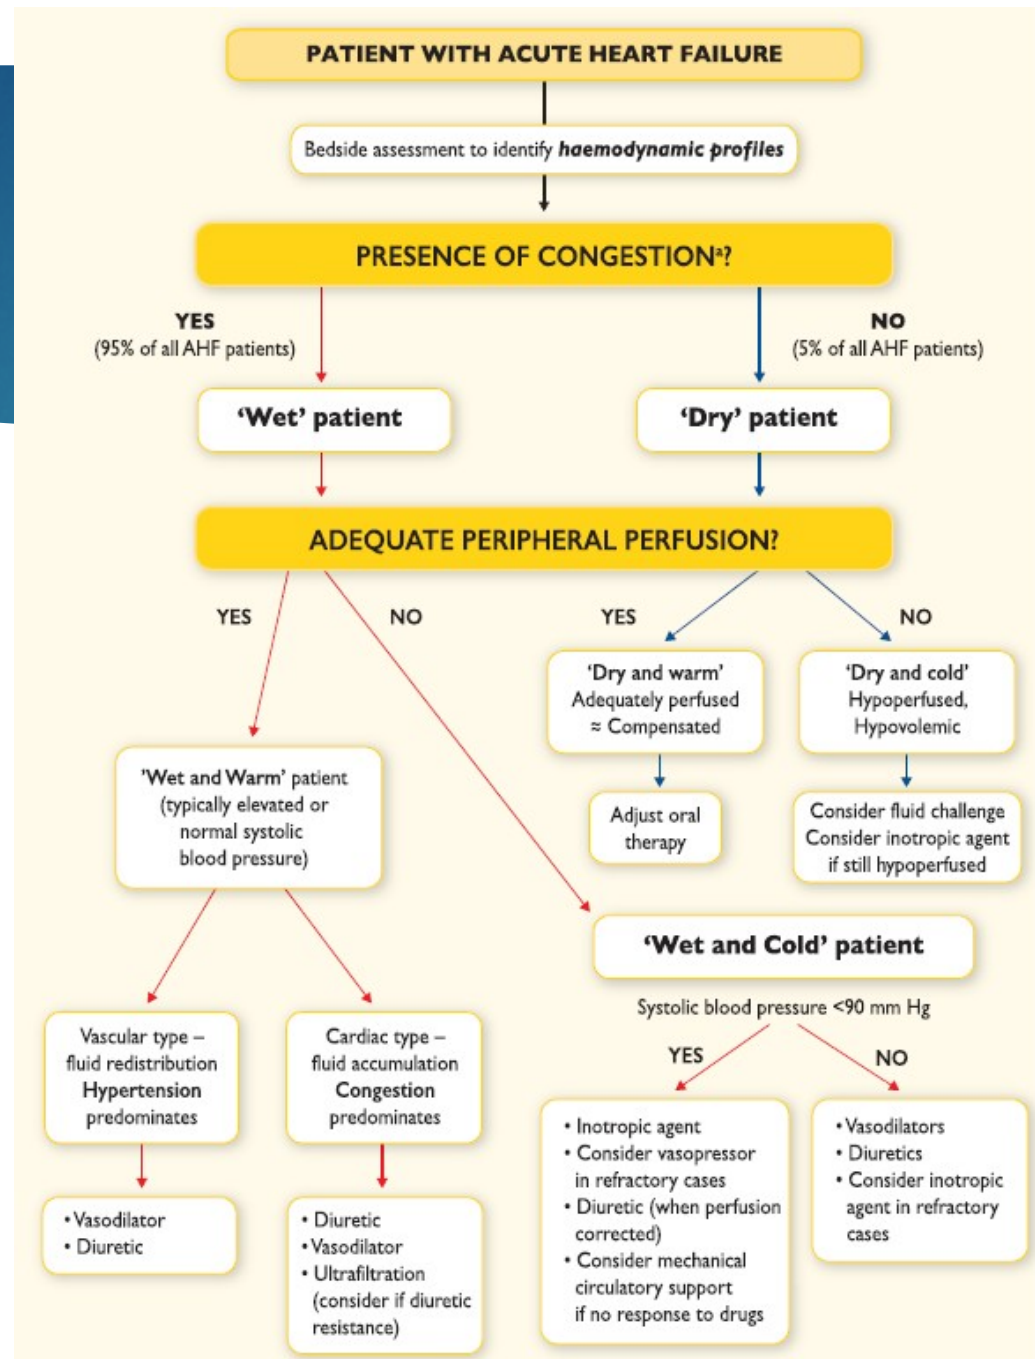 PATIENT WITH ACUTE HEART FAILURE
Bedside assessment to identify haemodynamic profiles
PRESENCE OF CONGESTIONª?
YES
(95% of all AHF patients)
NO
(5% of all AHF patients)
‘Wet’ patient
‘Dry’ patient
ADEQUATE PERIPHERAL PERFUSION?
YES
NO
YES
NO
‘Dry and warm’
Adequately perfused
≈ Compensated
‘Dry and cold’
Hypoperfused,
Hypovolemic
’Wet and Warm’ patient
(typically elevated or
normal systolic
blood pressure)
Adjust oral
therapy
Consider fluid challenge
Consider inotropic agent
if still hypoperfused
‘Wet and Cold’ patient
Systolic blood pressure <90 mm Hg
YES
NO
Vascular type –
fluid redistribution
Hypertension
predominates
Cardiac type –
fluid accumulation
Congestion
predominates
• Vasodilator
• Diuretic
• Diuretic
• Vasodilator
• Ultrafiltration
(consider if diuretic
resistance)
• Inotropic agent
• Consider vasopressor
in refractory cases
• Diuretic (when perfusion
corrected)
• Consider mechanical
circulatory support
if no response to drugs
• Vasodilators
• Diuretics
• Consider inotropic
agent in refractory
cases